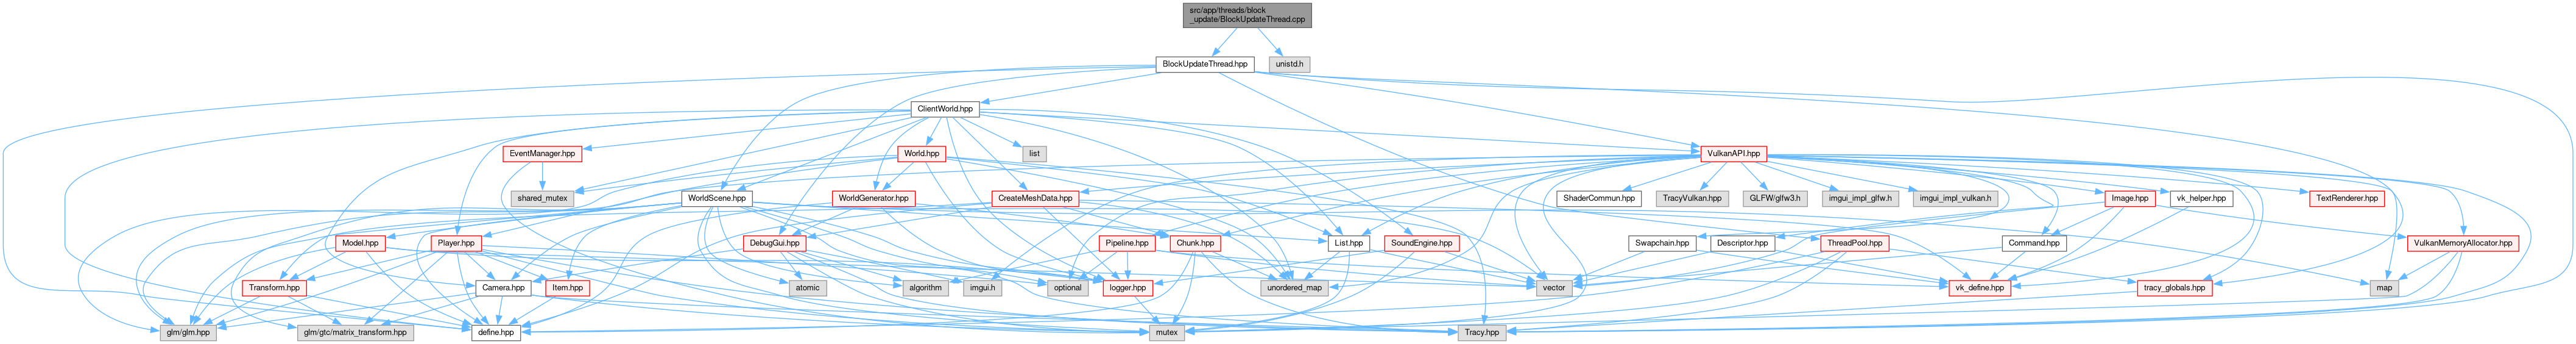 src/app/threads/block
_update/BlockUpdateThread.cpp
BlockUpdateThread.hpp
unistd.h
ClientWorld.hpp
EventManager.hpp
World.hpp
list
VulkanAPI.hpp
shared_mutex
WorldScene.hpp
WorldGenerator.hpp
CreateMeshData.hpp
ShaderCommun.hpp
TracyVulkan.hpp
GLFW/glfw3.h
imgui_impl_glfw.h
imgui_impl_vulkan.h
Image.hpp
vk_helper.hpp
TextRenderer.hpp
Model.hpp
Player.hpp
DebugGui.hpp
Pipeline.hpp
Chunk.hpp
List.hpp
SoundEngine.hpp
Swapchain.hpp
Descriptor.hpp
ThreadPool.hpp
Command.hpp
VulkanMemoryAllocator.hpp
Transform.hpp
Camera.hpp
Item.hpp
atomic
algorithm
imgui.h
optional
logger.hpp
unordered_map
vector
vk_define.hpp
tracy_globals.hpp
map
glm/glm.hpp
glm/gtc/matrix_transform.hpp
define.hpp
mutex
Tracy.hpp